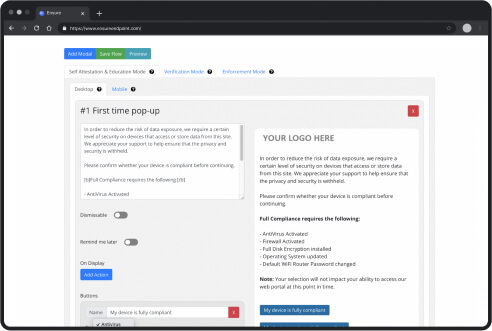 Ensure
https://www.ensureendpoint.com/
Add Modal Save Flow Preview
Self Attestation & Education Mode Verification Mode Enforcement Mode
Desktop Mobile
#1 First time pop-up
X
In order to reduce the risk of data exposure, we require a certain
level of security on devices that access or store data from this site.
We appreciate your support to help ensure that the privacy and
security is withheld.
Please confirm whether your device is compliant before continuing.
[b]Full Compliance requires the following:[/b]
- AntiVirus Activated
Dismissable
Remind me later
On Display
Add Action
Buttons
Name My device is fully compliant X
✓ Antivirus
YOUR LOGO HERE
In order to reduce the risk of data exposure, we require a certain
level of security on devices that access or store data
from this site. We appreciate your support to help ensure that
the privacy and security is withheld.
Please confirm whether your device is compliant before
continuing.
Full Compliance requires the following:
- AntiVirus Activated
- Firewall Activated
- Full Disk Encryption installed
- Operating System updated
- Default WiFi Router Password changed
Note: Your selection will not impact your ability to access our
web portal at this point in time.
My device is fully compliant